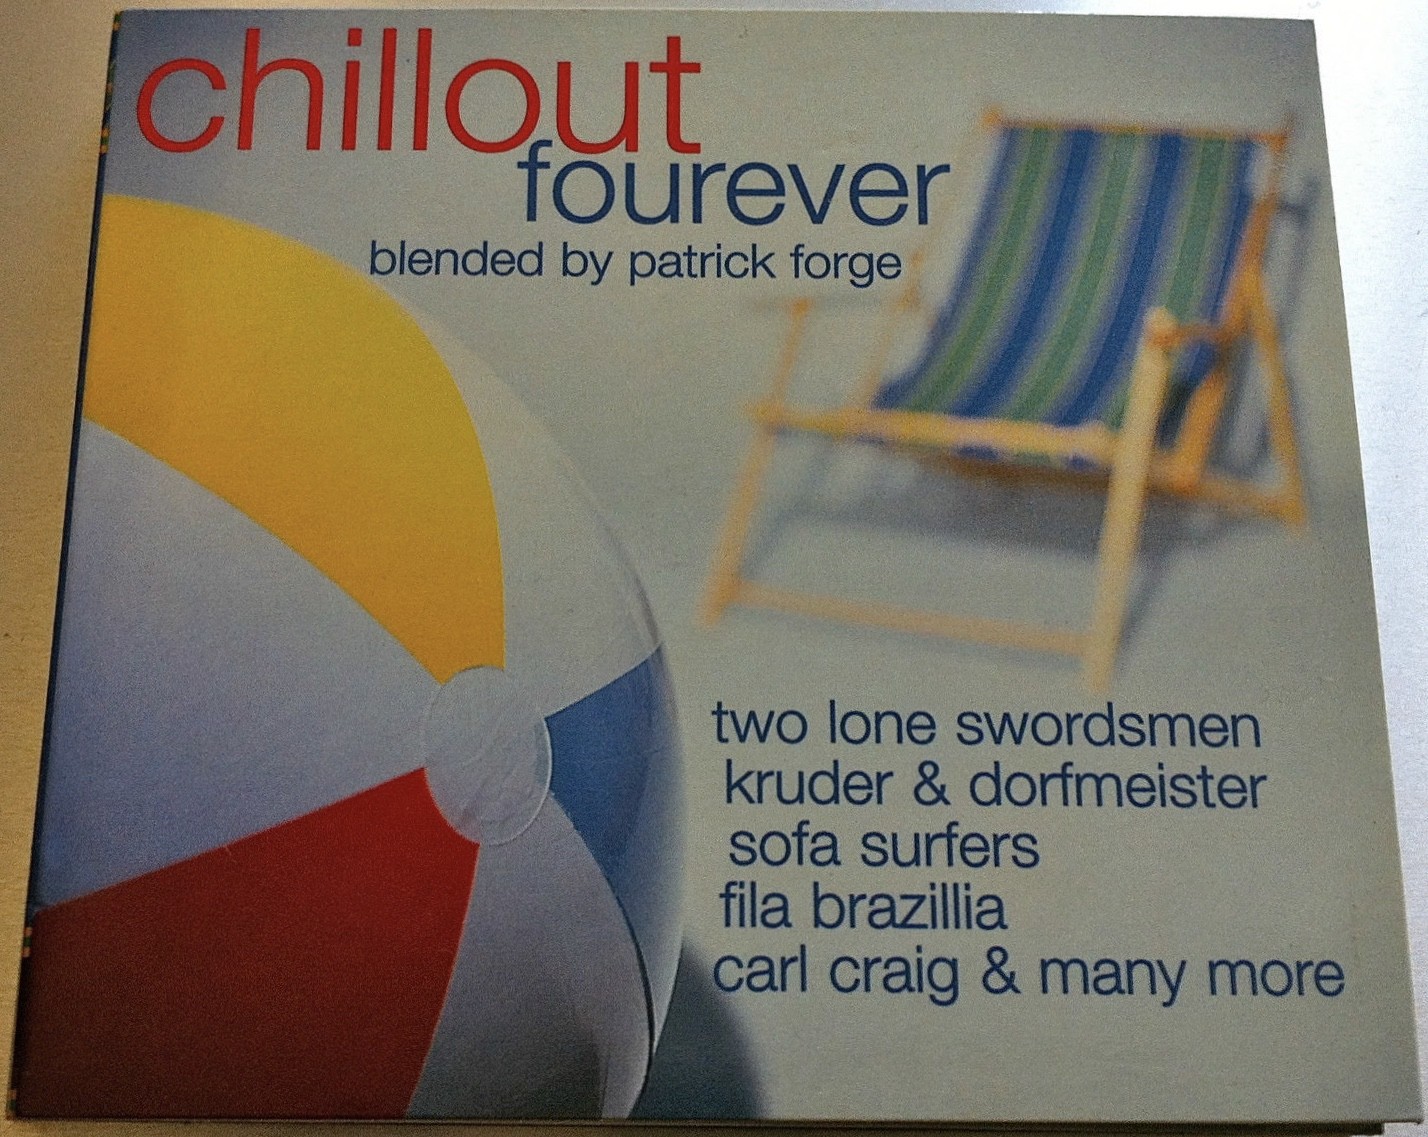 chillout
fourever
blended by patrick forge
two lone swordsmen
kruder & dorfmeister
sofa surfers
fila brazillia
carl craig & many more